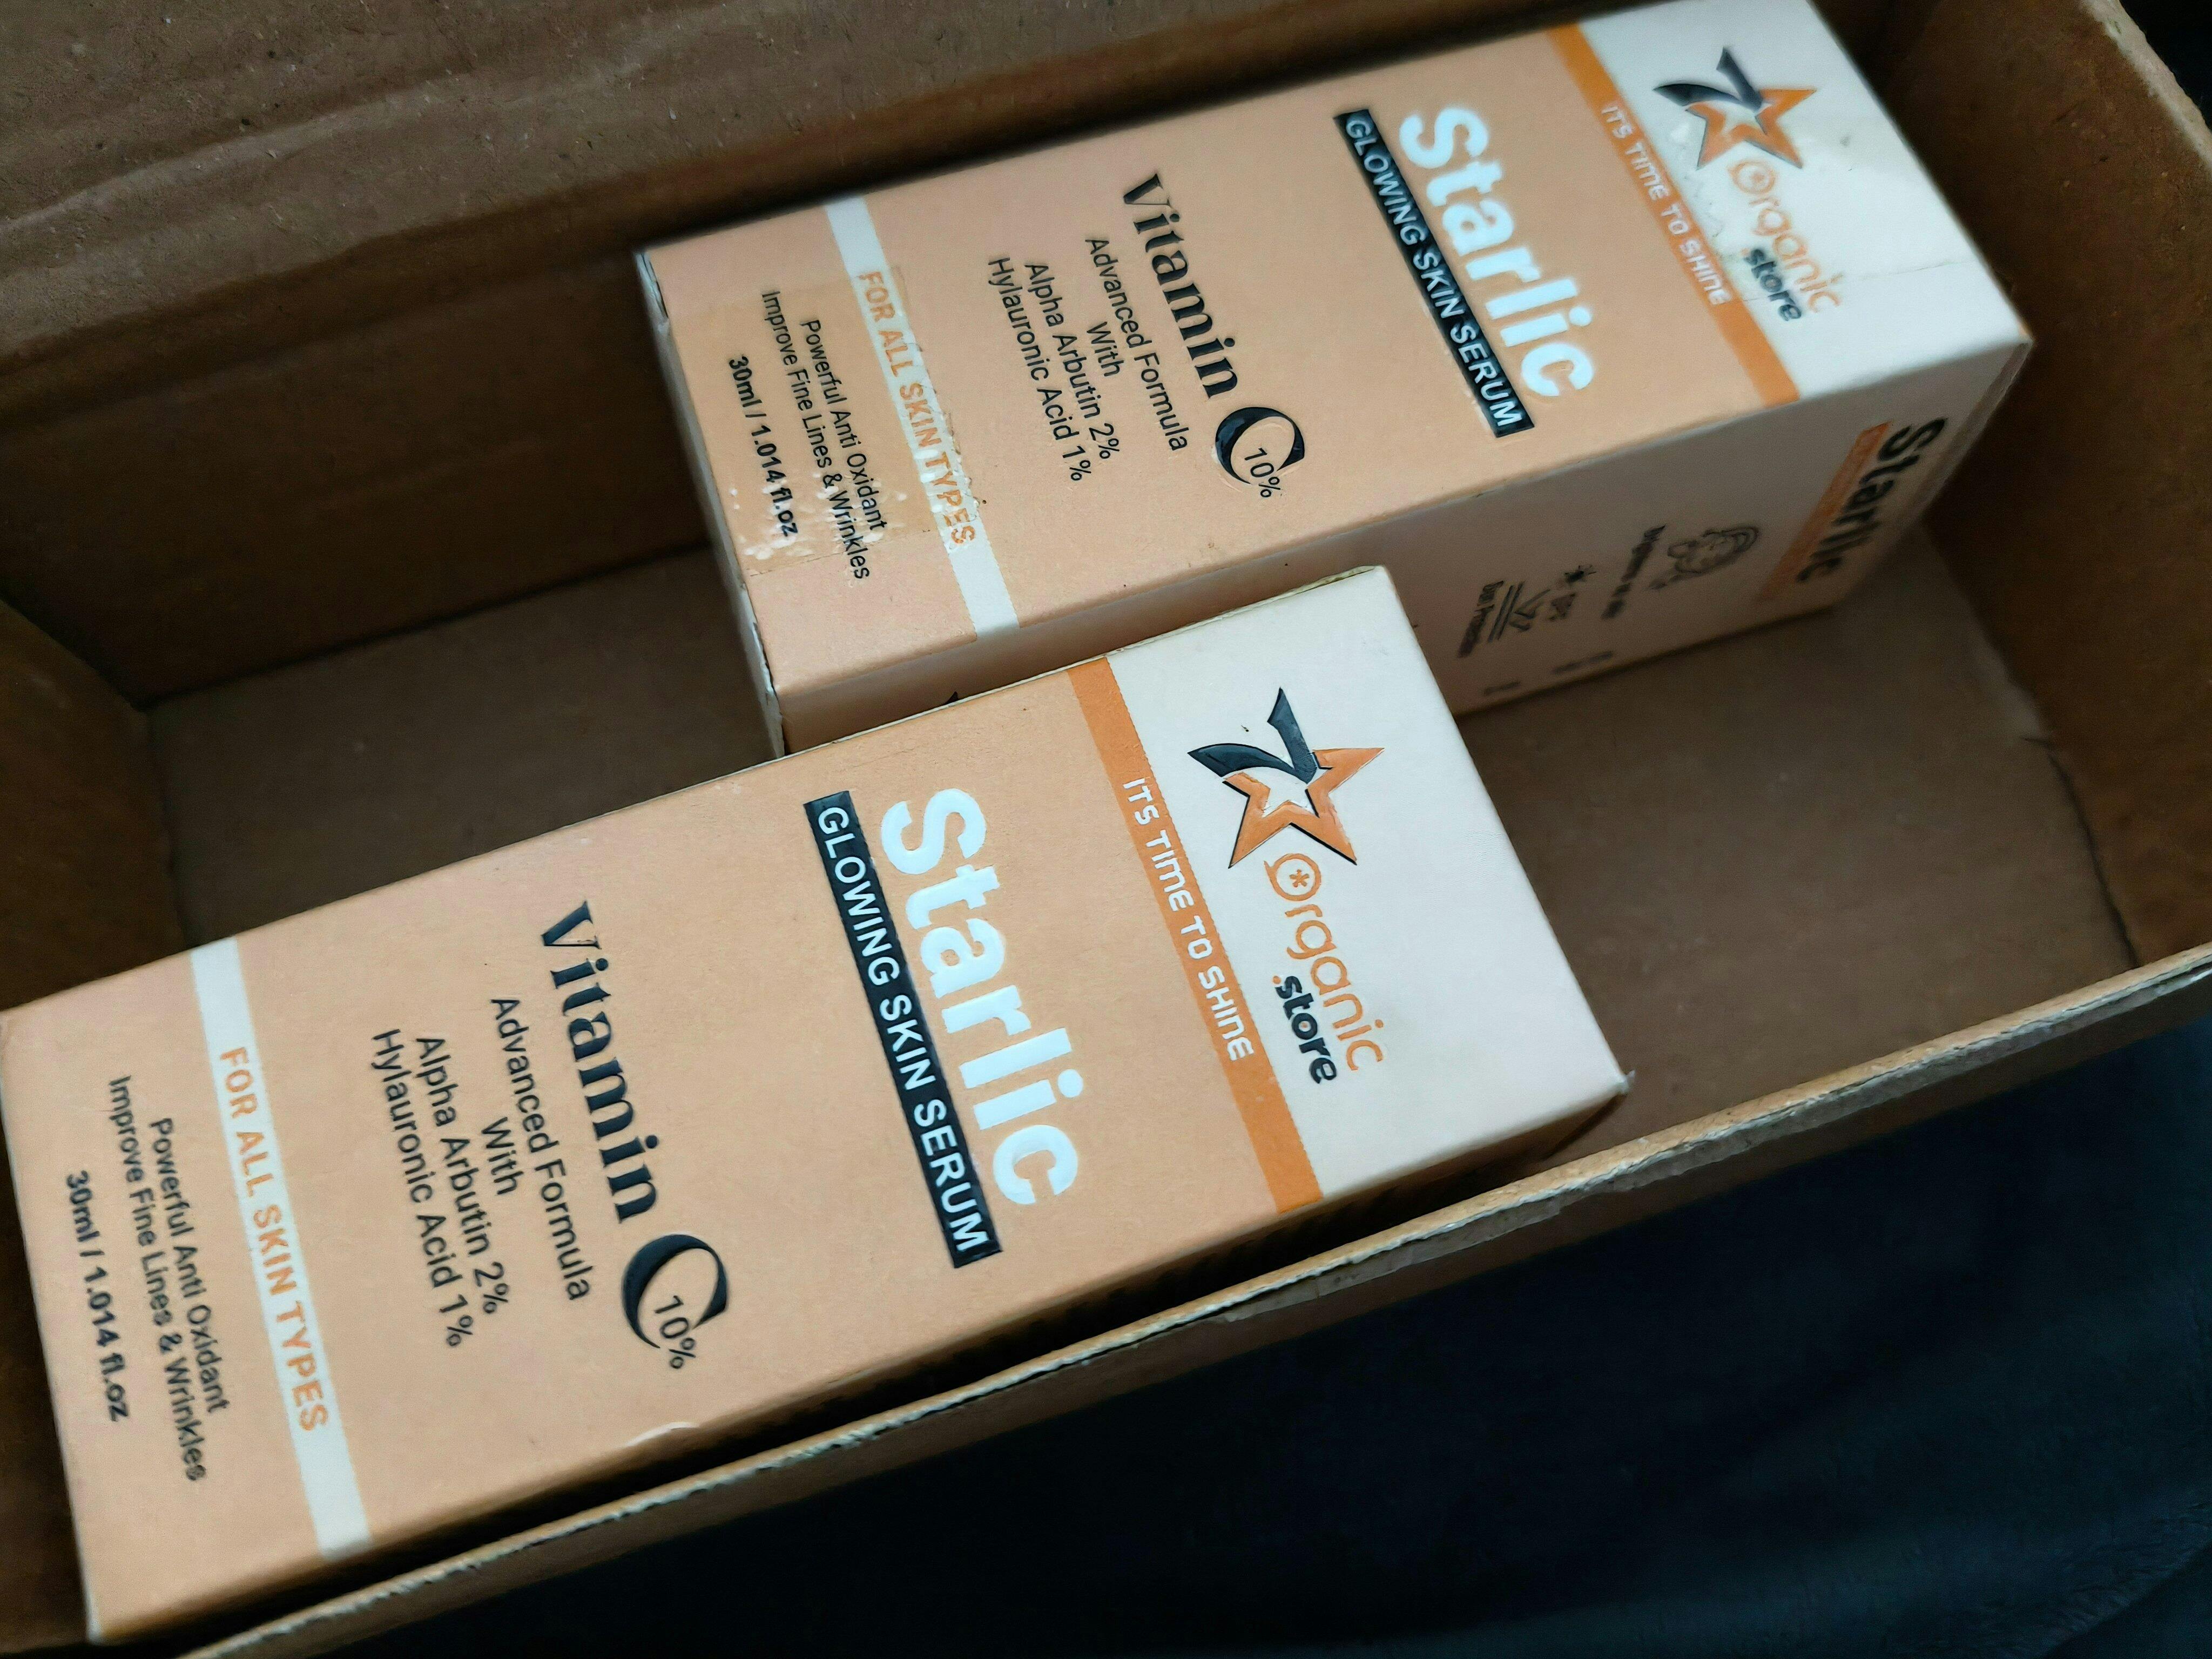 Organic
.store
ITS TIME TO SHINE
Starlic
GLOWING SKIN SERUM
Vitamin C
10%
Advanced Formula
With
Alpha Arbutin 2%
Hylauronic Acid 1%
FOR ALL SKIN TYPES
Powerful Anti Oxidant
Improve Fine Lines & Wrinkles
30ml / 1.014 fl.oz
Starlic
Organic
.store
ITS TIME TO SHINE
Starlic
GLOWING SKIN SERUM
Vitamin C
10%
Advanced Formula
With
Alpha Arbutin 2%
Hylauronic Acid 1%
FOR ALL SKIN TYPES
Powerful Anti Oxidant
Improve Fine Lines & Wrinkles
30ml / 1.014 fl.oz